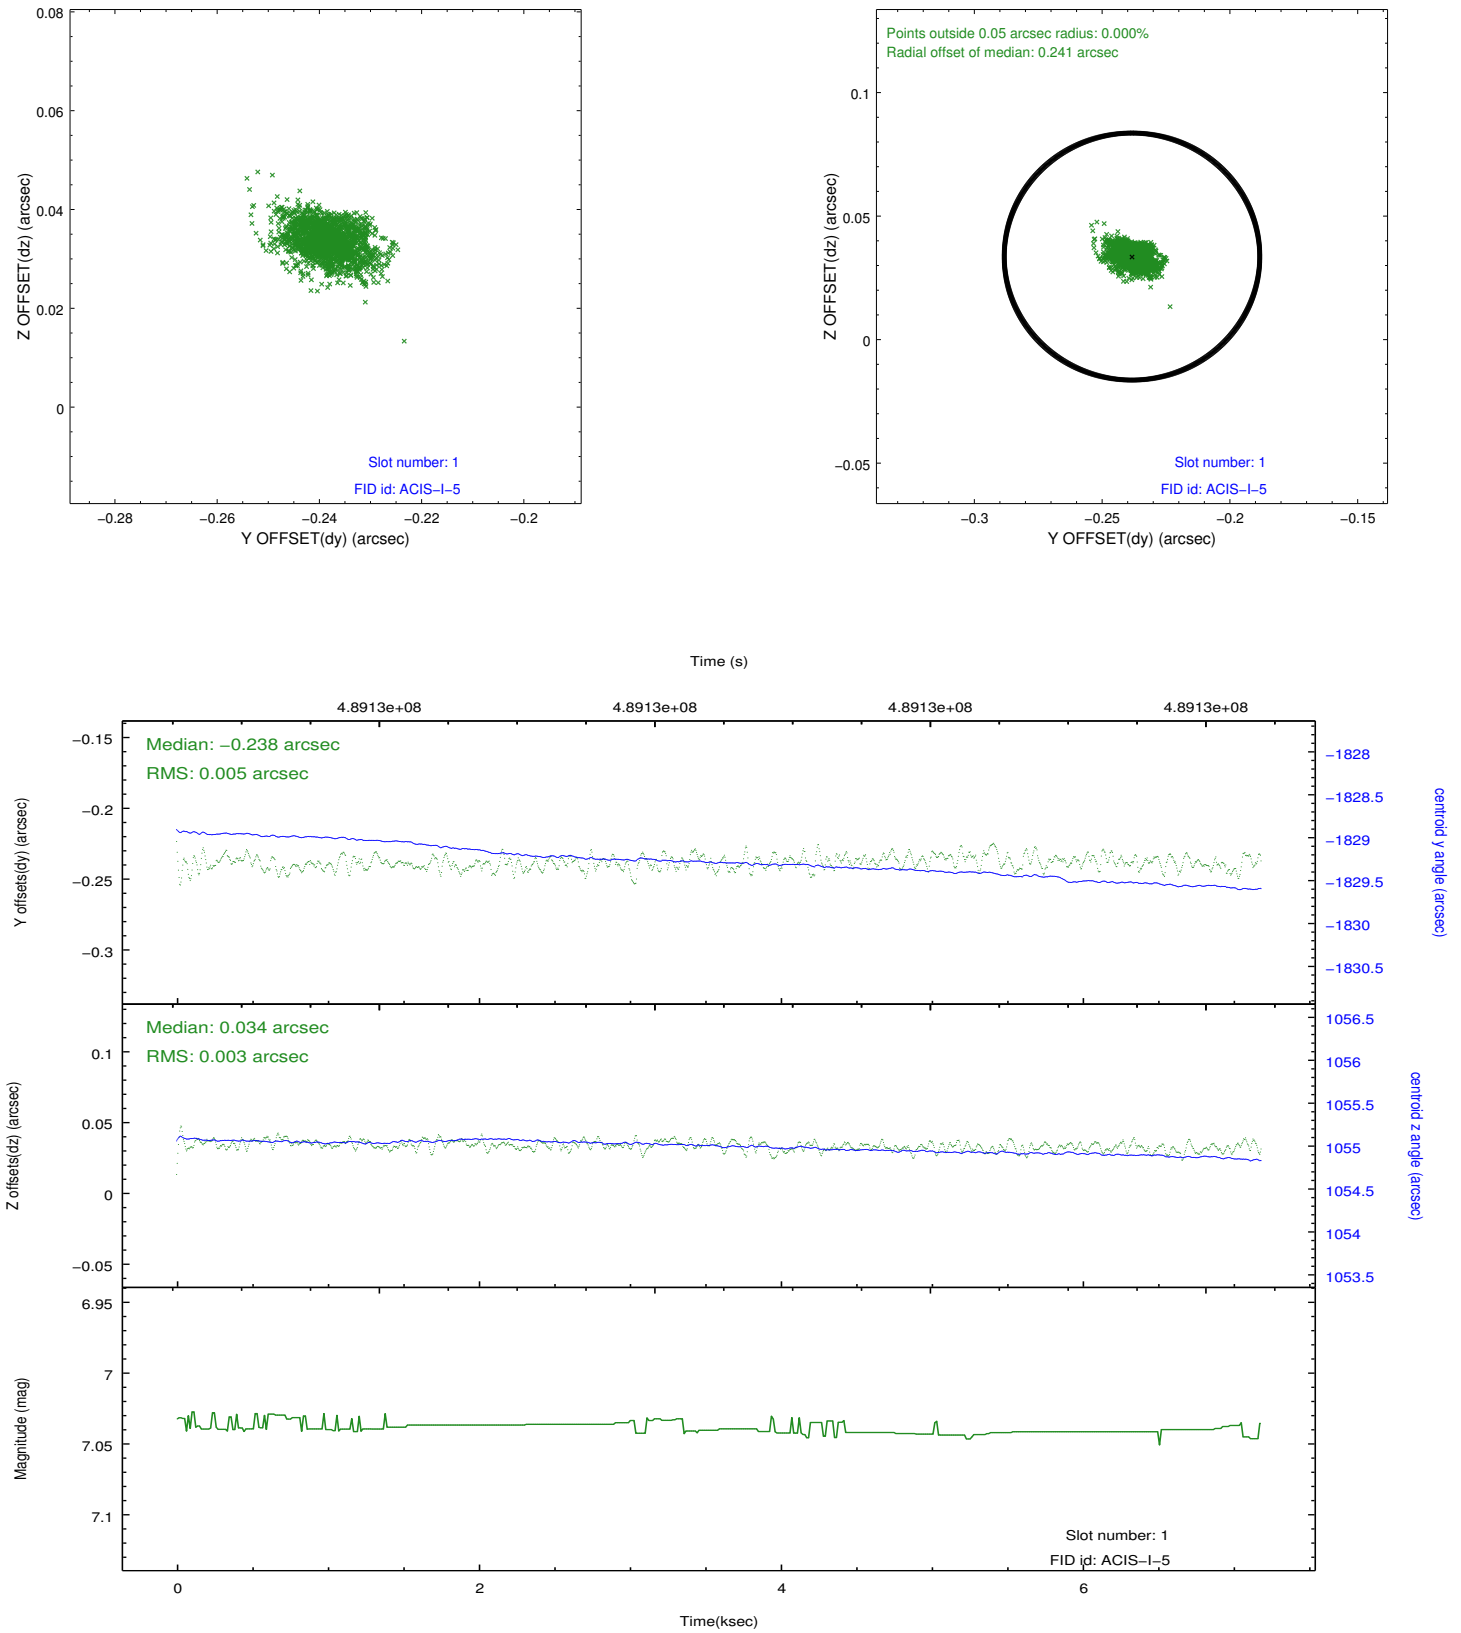 0.08
0.06
0.04
0.02
0
Z OFFSET(dz) (arcsec)
Slot number: 1
FID id: ACIS−I−5
−0.28 −0.26 −0.24 −0.22 −0.2
Y OFFSET(dy) (arcsec)
Points outside 0.05 arcsec radius: 0.000%
Radial offset of median: 0.241 arcsec
0.1
0.05
0
−0.05
Z OFFSET(dz) (arcsec)
Slot number: 1
FID id: ACIS−I−5
−0.3 −0.25 −0.2 −0.15
Y OFFSET(dy) (arcsec)
Time (s)
4.8913e+08 4.8913e+08 4.8913e+08 4.8913e+08
Median: −0.238 arcsec
RMS: 0.005 arcsec
−0.15
−0.2
−0.25
−0.3
Y offsets(dy) (arcsec)
−1828
−1828.5
−1829
−1829.5
−1830
−1830.5
centroid y angle (arcsec)
Median: 0.034 arcsec
RMS: 0.003 arcsec
0.1
0.05
0
−0.05
Z offsets(dz) (arcsec)
1056.5
1056
1055.5
1055
1054.5
1054
1053.5
centroid z angle (arcsec)
6.95
7
7.05
7.1
Magnitude (mag)
Slot number: 1
FID id: ACIS−I−5
0 2 4 6
Time(ksec)